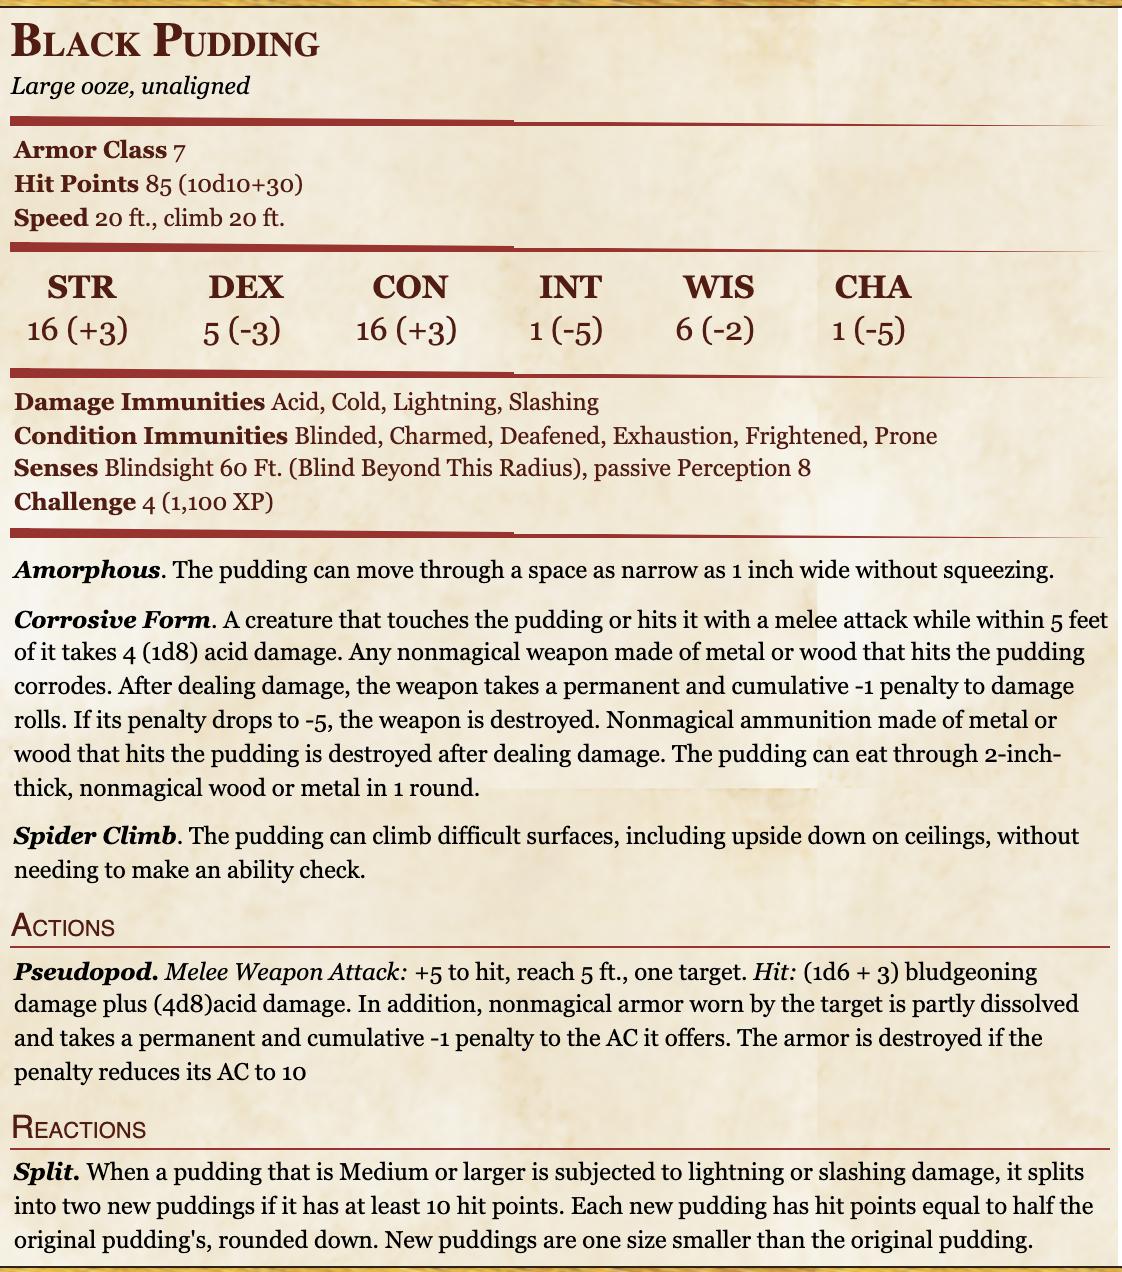 Black Pudding
Large ooze, unaligned
Armor Class 7
Hit Points 85 (10d10+30)
Speed 20 ft., climb 20 ft.
STR DEX CON INT WIS CHA
16 (+3) 5 (-3) 16 (+3) 1 (-5) 6 (-2) 1 (-5)
Damage Immunities Acid, Cold, Lightning, Slashing
Condition Immunities Blinded, Charmed, Deafened, Exhaustion, Frightened, Prone
Senses Blindsight 60 Ft. (Blind Beyond This Radius), passive Perception 8
Challenge 4 (1,100 XP)
Amorphous. The pudding can move through a space as narrow as 1 inch wide without squeezing.
Corrosive Form. A creature that touches the pudding or hits it with a melee attack while within 5 feet
of it takes 4 (1d8) acid damage. Any nonmagical weapon made of metal or wood that hits the pudding
corrodes. After dealing damage, the weapon takes a permanent and cumulative -1 penalty to damage
rolls. If its penalty drops to -5, the weapon is destroyed. Nonmagical ammunition made of metal or
wood that hits the pudding is destroyed after dealing damage. The pudding can eat through 2-inch-
thick, nonmagical wood or metal in 1 round.
Spider Climb. The pudding can climb difficult surfaces, including upside down on ceilings, without
needing to make an ability check.
Actions
Pseudopod. Melee Weapon Attack: +5 to hit, reach 5 ft., one target. Hit: (1d6 + 3) bludgeoning
damage plus (4d8)acid damage. In addition, nonmagical armor worn by the target is partly dissolved
and takes a permanent and cumulative -1 penalty to the AC it offers. The armor is destroyed if the
penalty reduces its AC to 10
Reactions
Split. When a pudding that is Medium or larger is subjected to lightning or slashing damage, it splits
into two new puddings if it has at least 10 hit points. Each new pudding has hit points equal to half the
original pudding's, rounded down. New puddings are one size smaller than the original pudding.